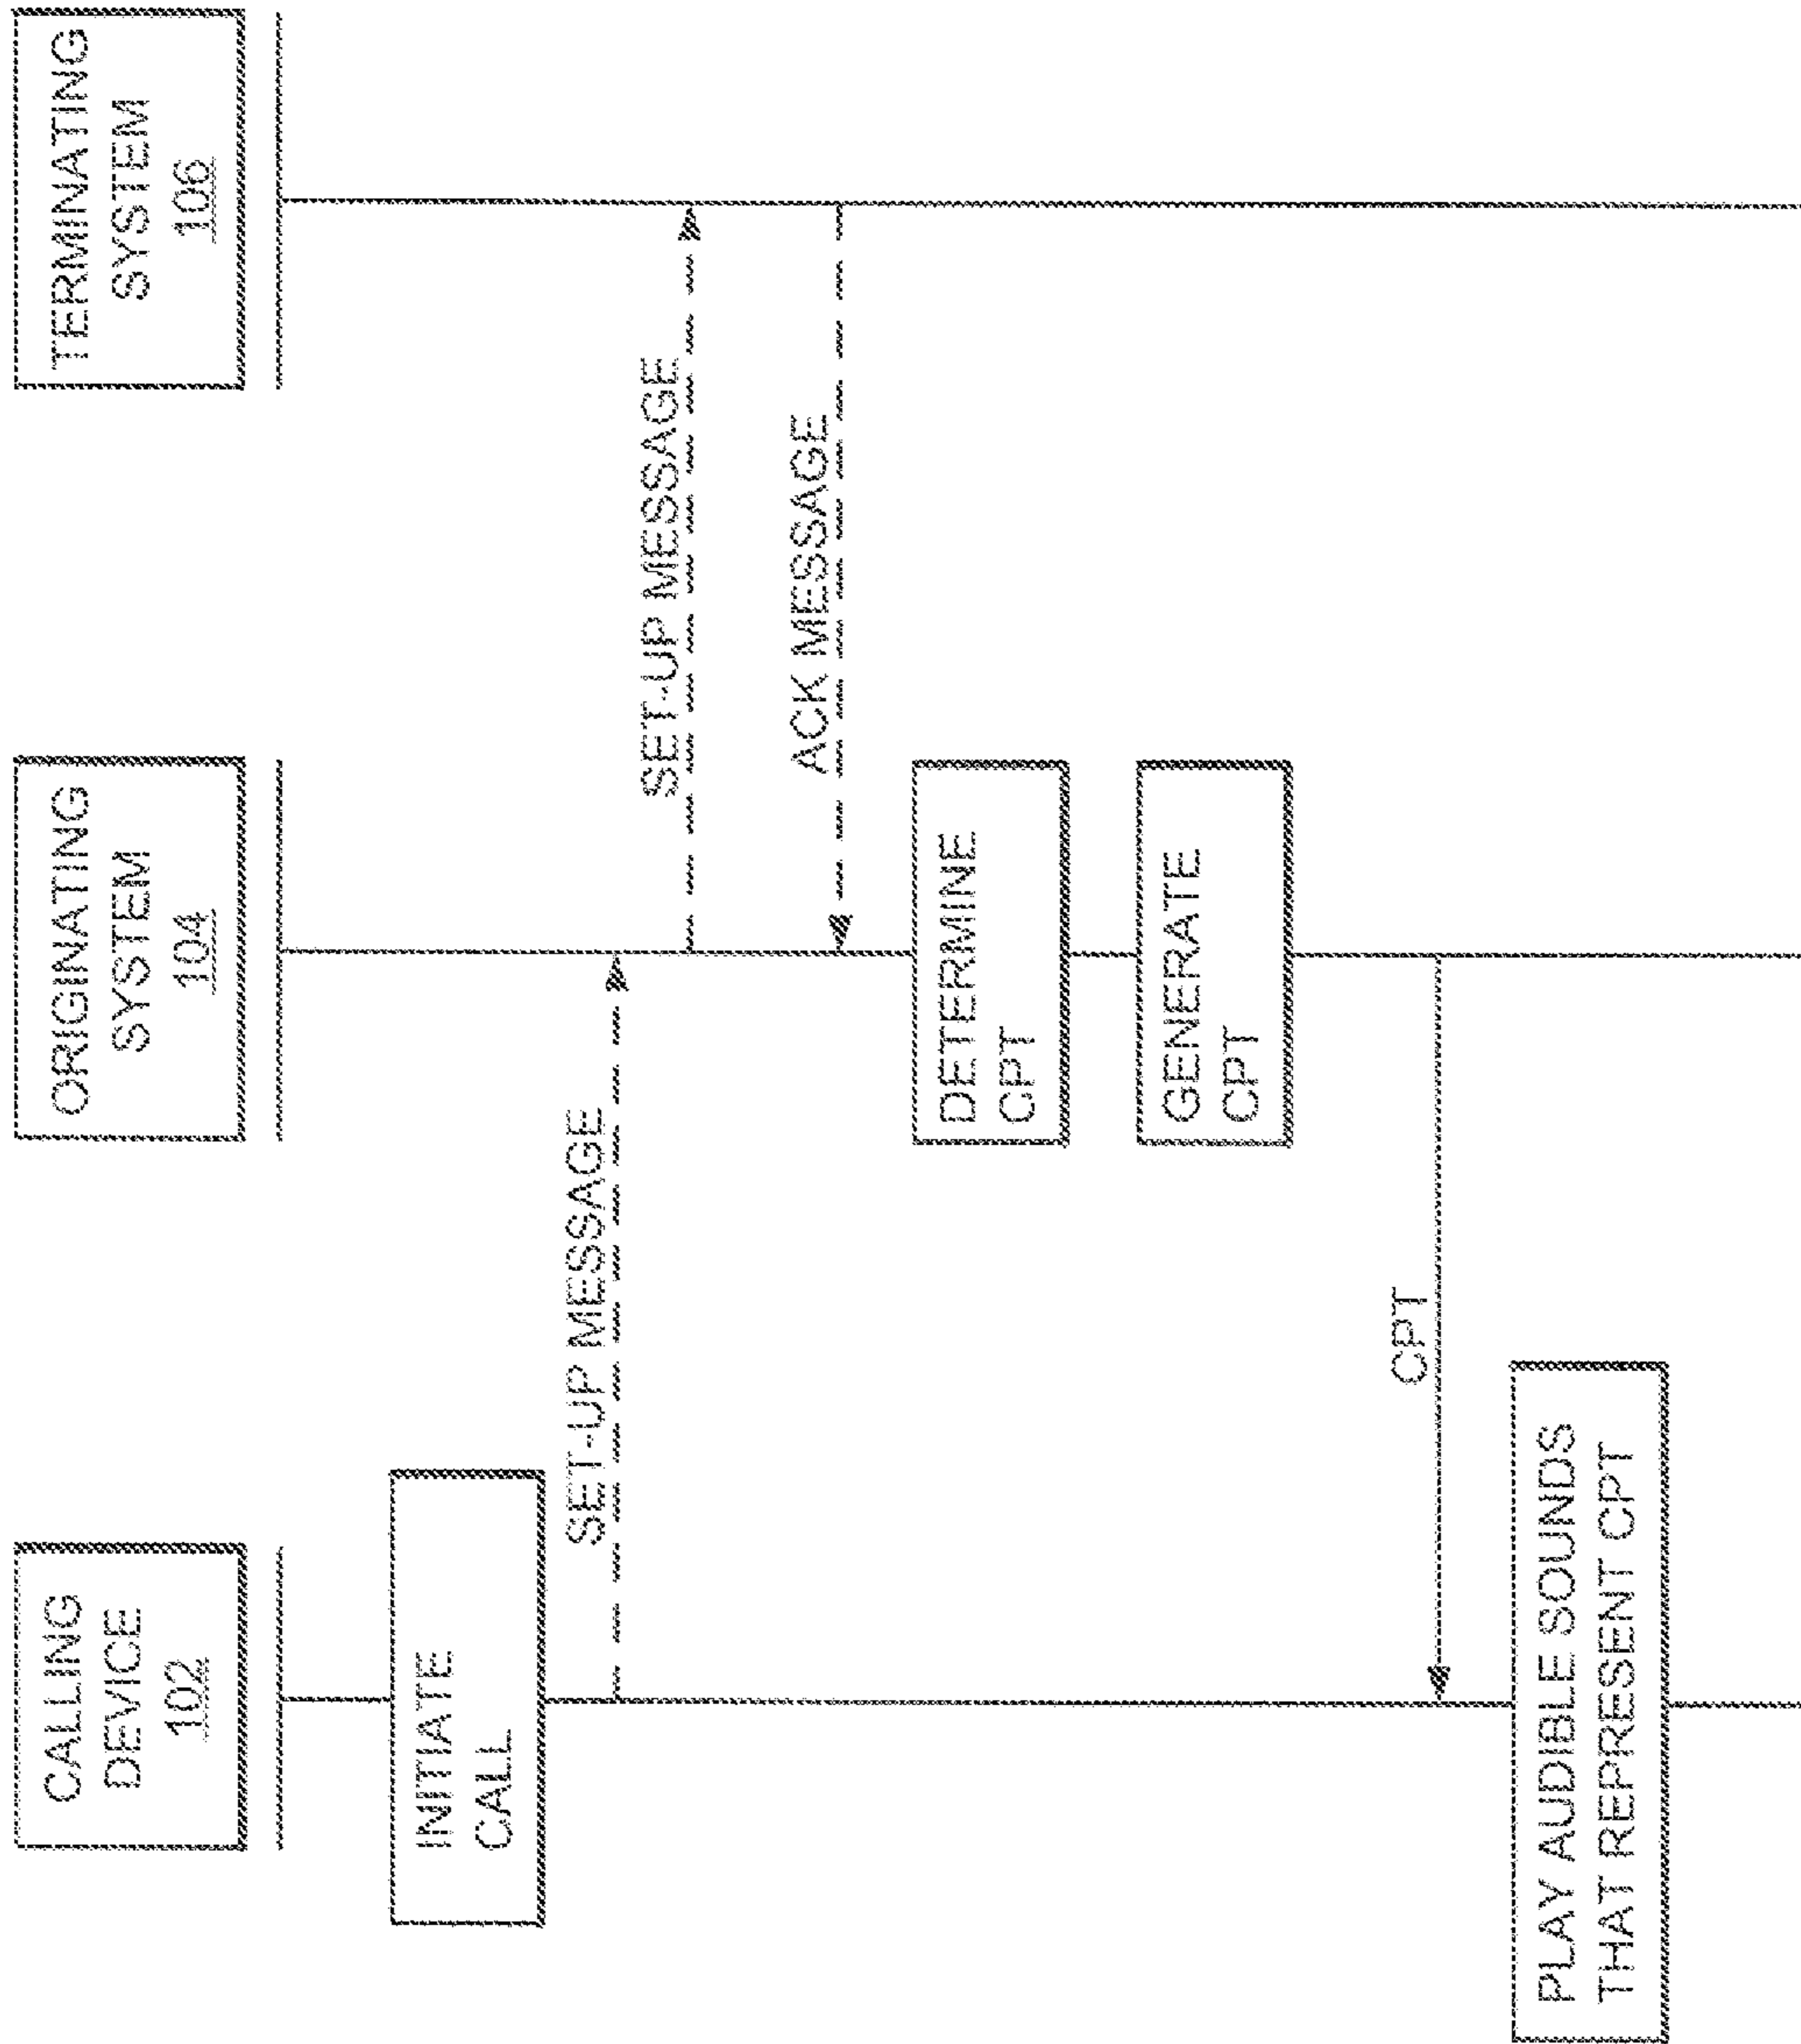 CALLING
DEVICE
102
ORIGINATING
SYSTEM
104
TERMINATING
SYSTEM
106
INITIATE
CALL
SET-UP MESSAGE
SET-UP MESSAGE
ACK MESSAGE
DETERMINE
CPT
GENERATE
CPT
CPT
PLAY AUDIBLE SOUNDS
THAT REPRESENT CPT